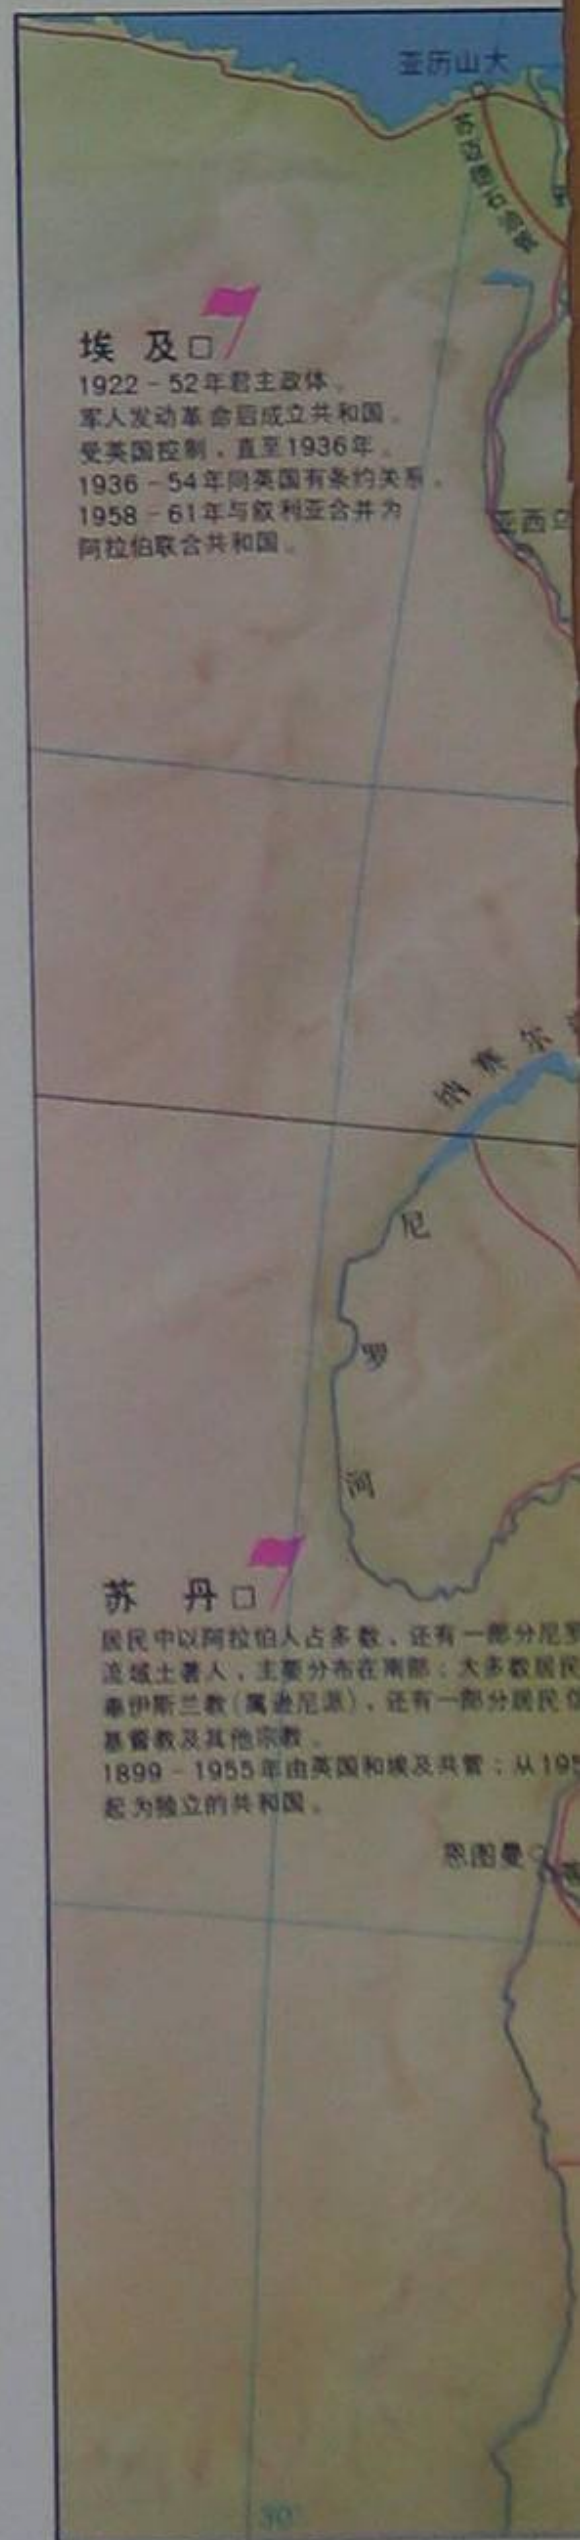 亚历山大
埃及
1922-52年君主政体。
军人发动革命后成立共和国。
受英国控制，直至1936年。
1936-54年同英国有条约关系。
1958-61年与叙利亚合并为
阿拉伯联合共和国。
亚西
纳赛尔
尼
罗
河
苏丹
居民中以阿拉伯人占多数，还有一部分尼罗
流域土著人，主要分布在南部；大多数居民
奉伊斯兰教(属逊尼派)，还有一部分居民
基督教及其他宗教。
1899-1955年由英国和埃及共管；从195
起为独立的共和国。
恩图曼
30